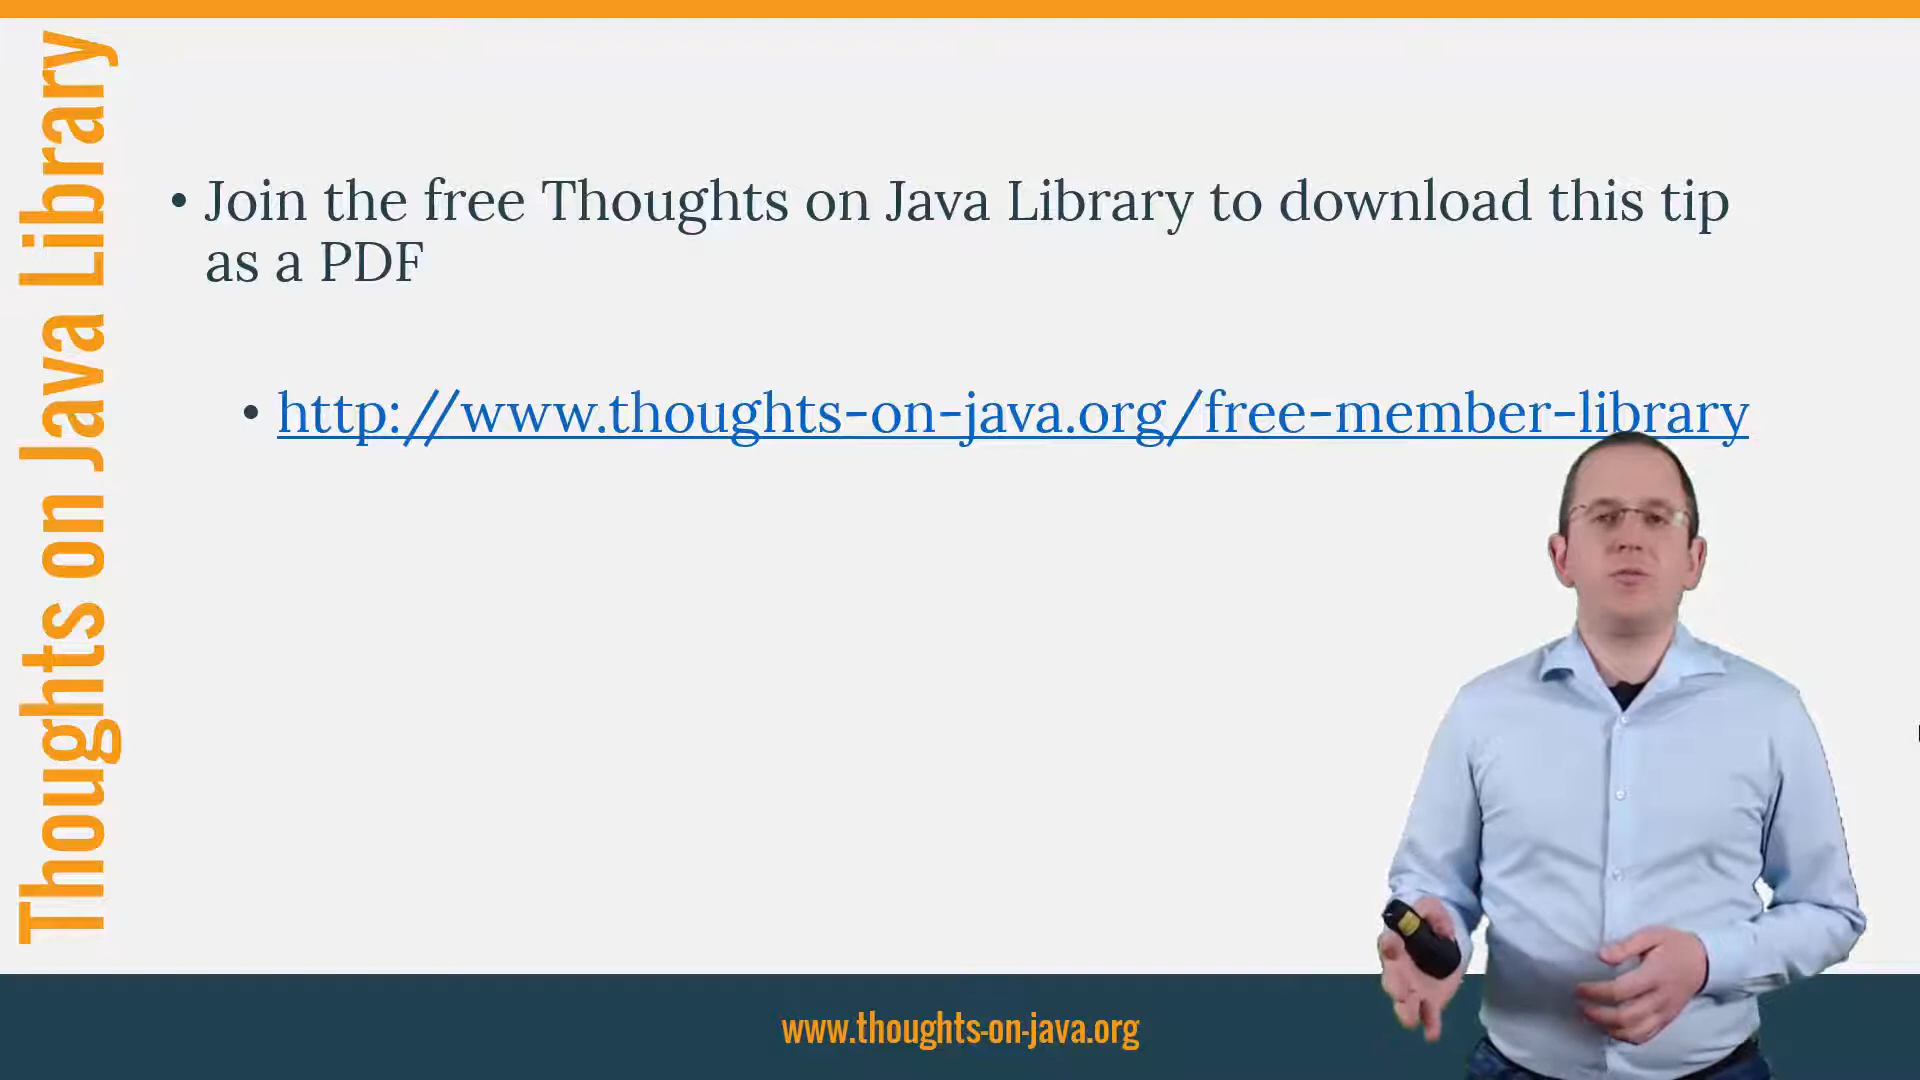 Thoughts on Java Library
• Join the free Thoughts on Java Library to download this tip
as a PDF
• http://www.thoughts-on-java.org/free-member-library
www.thoughts-on-java.org